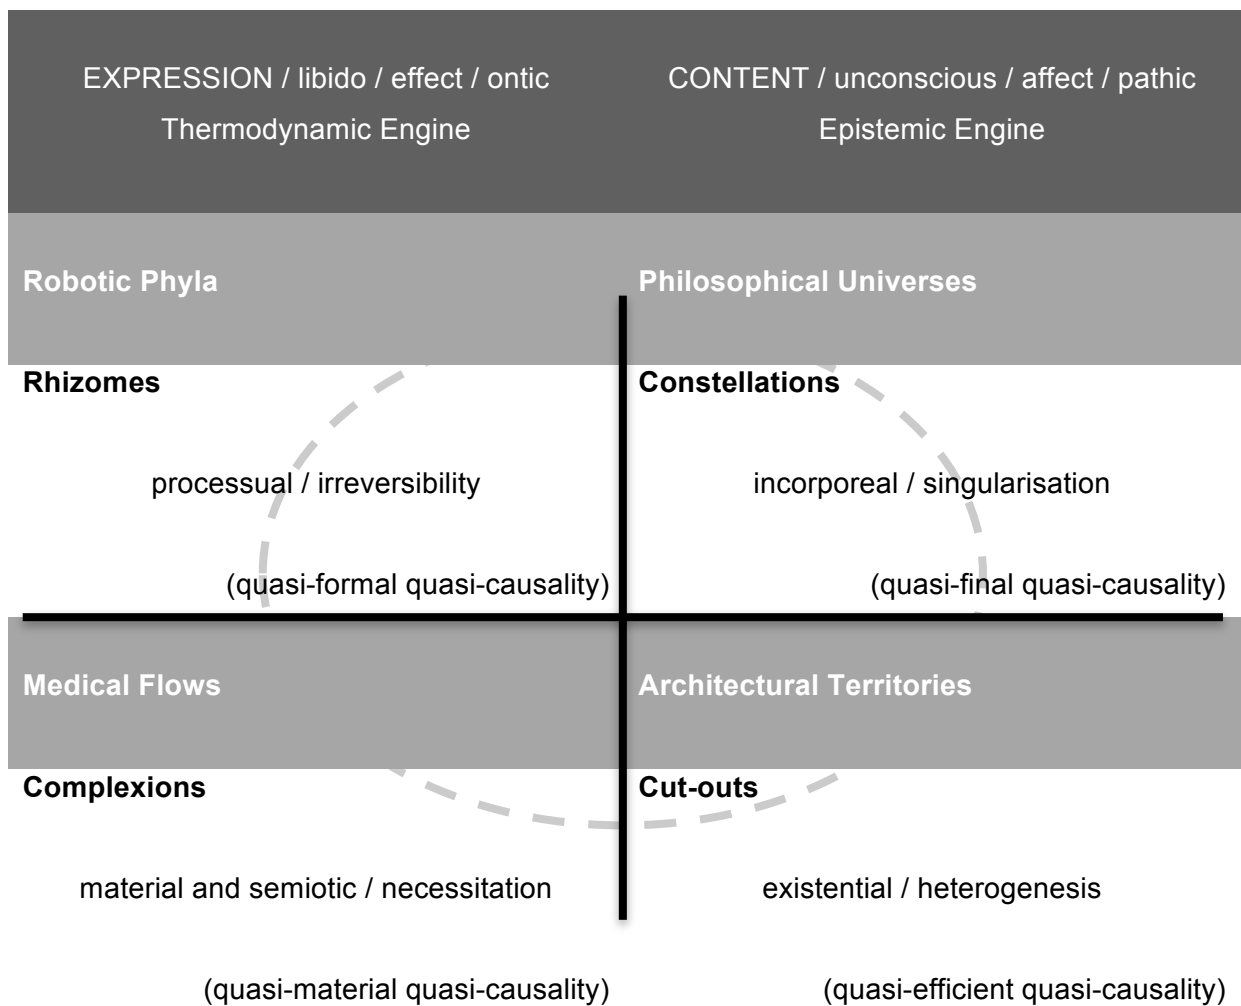 EXPRESSION / libido / effect / ontic
Thermodynamic Engine
CONTENT / unconscious / affect / pathic
Epistemic Engine
Robotic Phyla
Philosophical Universes
Rhizomes
processual / irreversibility
(quasi-formal quasi-causality)
Constellations
incorporeal / singularisation
(quasi-final quasi-causality)
Medical Flows
Architectural Territories
Complexions
material and semiotic / necessitation
(quasi-material quasi-causality)
Cut-outs
existential / heterogenesis
(quasi-efficient quasi-causality)